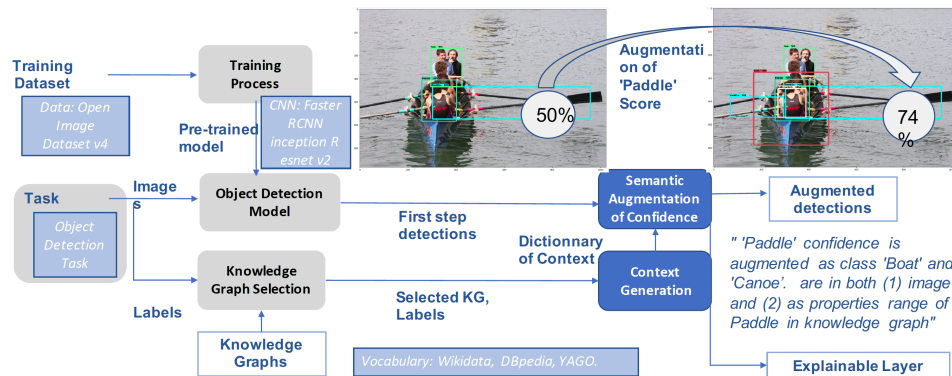 Training
Dataset
Data: Open
Image
Dataset v4
Training
Process
CNN: Faster
RCNN
inception R
esnet v2
Pre-trained
model
50%
Augmentati
on of
'Paddle'
Score
74
%
Task
Object
Detection
Task
Image
s
Object Detection
Model
First step
detections
Semantic
Augmentation
of Confidence
Augmented
detections
Dictionnary
of Context
Labels
Knowledge
Graph Selection
Selected KG,
Labels
Context
Generation
" 'Paddle' confidence is
augmented as class 'Boat' and
'Canoe'. are in both (1) image
and (2) as properties range of
Paddle in knowledge graph"
Knowledge
Graphs
Vocabulary: Wikidata, DBpedia, YAGO.
Explainable Layer